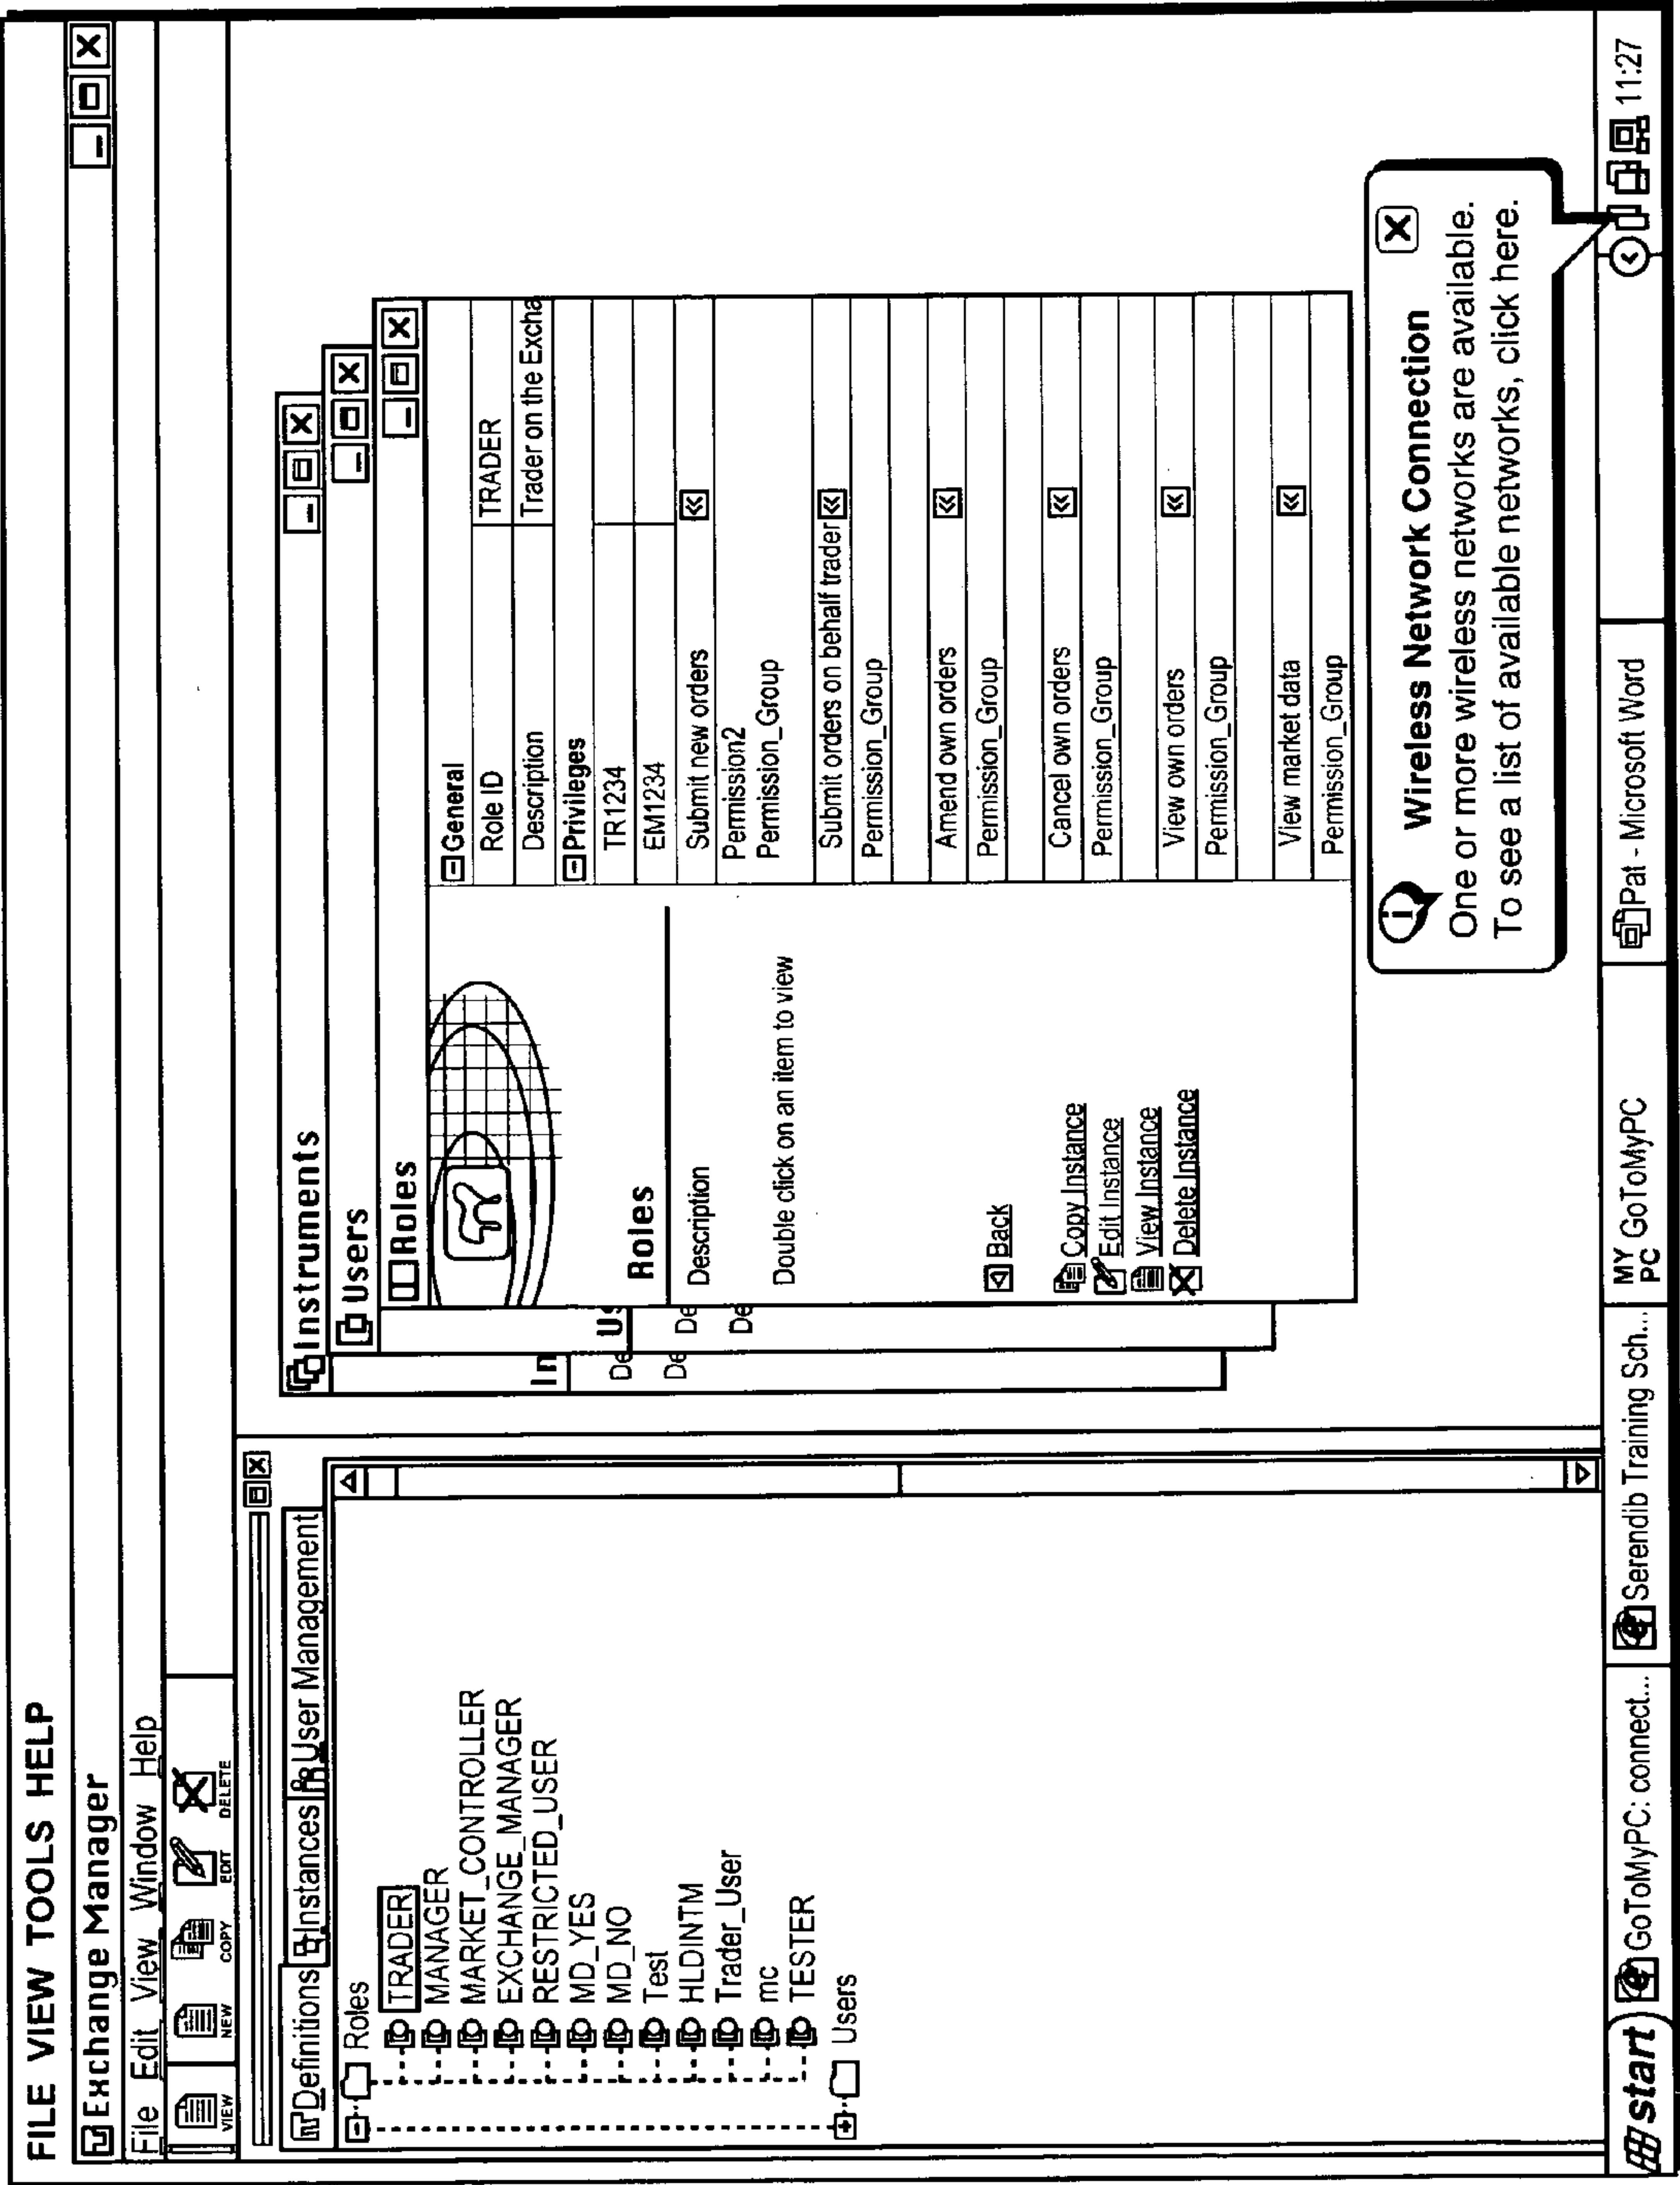 FILE VIEW TOOLS HELP
Exchange Manager
File Edit View Window Help
VIEW NEW COPY EDIT DELETE
Definitions Instances User Management
Roles
TRADER
MANAGER
MARKET_CONTROLLER
EXCHANGE_MANAGER
RESTRICTED_USER
MD_YES
MD_NO
Test
HLDINTM
Trader_User
mc
TESTER
Users
Instruments
In
De
De
Users
Us
De
De
Roles
Roles
Description
Double click on an item to view
Back
Copy Instance
Edit Instance
View Instance
Delete Instance
General
Role ID TRADER
Description Trader on the Excha
Privileges
TR1234
EM1234
Submit new orders
Permission2
Permission_Group
Submit orders on behalf trader
Permission_Group
Amend own orders
Permission_Group
Cancel own orders
Permission_Group
View own orders
Permission_Group
View market data
Permission_Group
Wireless Network Connection
One or more wireless networks are available.
To see a list of available networks, click here.
start GoToMyPC: connect... Serendib Training Sch... MY PC GoToMyPC Pat - Microsoft Word 11:27